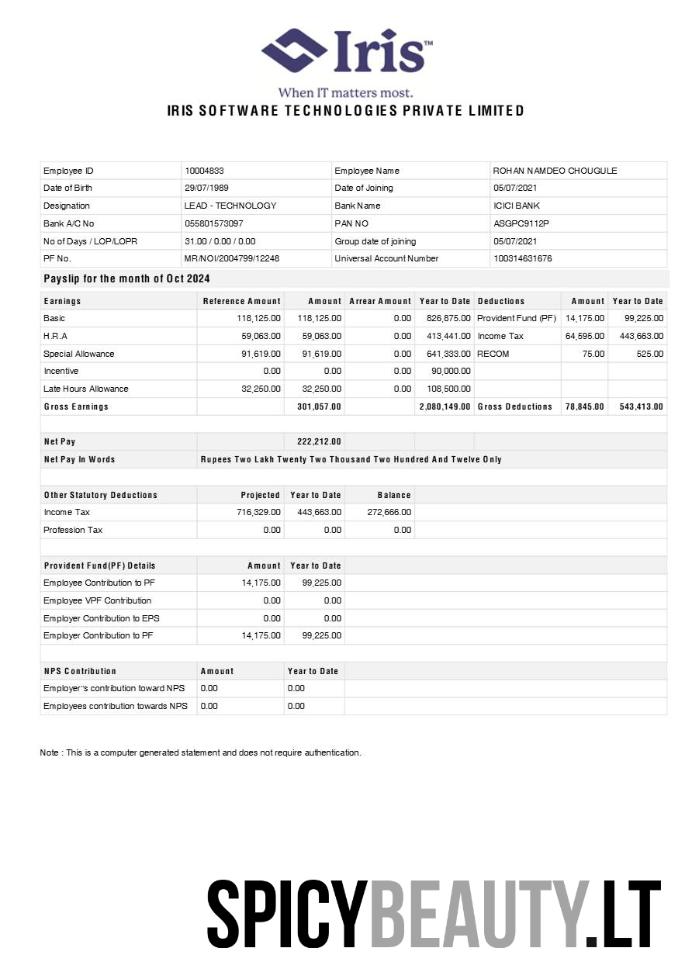 Iris™
When IT matters most.
IRIS SOFTWARE TECHNOLOGIES PRIVATE LIMITED
Employee ID 10004833 Employee Name ROHAN NAMDEO CHOUGULE
Date of Birth 29/07/1989 Date of Joining 05/07/2021
Designation LEAD - TECHNOLOGY Bank Name ICICI BANK
Bank A/C No 055801573097 PAN NO ASGPC9112P
No of Days / LOP/LOPR 31.00 / 0.00 / 0.00 Group date of joining 05/07/2021
PF No. MR/NOI/2004799/12248 Universal Account Number 100314631676
Payslip for the month of Oct 2024
Earnings Reference Amount Amount Arrear Amount Year to Date Deductions Amount Year to Date
Basic 118,125.00 118,125.00 0.00 826,875.00 Provident Fund (PF) 14,175.00 99,225.00
H.R.A 59,063.00 59,063.00 0.00 413,441.00 Income Tax 64,595.00 443,663.00
Special Allowance 91,619.00 91,619.00 0.00 641,333.00 RECOM 75.00 525.00
Incentive 0.00 0.00 0.00 90,000.00
Late Hours Allowance 32,250.00 32,250.00 0.00 108,500.00
Gross Earnings 301,057.00 2,080,149.00 Gross Deductions 78,845.00 543,413.00
Net Pay 222,212.00
Net Pay In Words Rupees Two Lakh Twenty Two Thousand Two Hundred And Twelve Only
Other Statutory Deductions Projected Year to Date Balance
Income Tax 716,329.00 443,663.00 272,666.00
Profession Tax 0.00 0.00 0.00
Provident Fund(PF) Details Amount Year to Date
Employee Contribution to PF 14,175.00 99,225.00
Employee VPF Contribution 0.00 0.00
Employer Contribution to EPS 0.00 0.00
Employer Contribution to PF 14,175.00 99,225.00
NPS Contribution Amount Year to Date
Employer's contribution toward NPS 0.00 0.00
Employees contribution towards NPS 0.00 0.00
Note : This is a computer generated statement and does not require authentication.
SPICYBEAUTY.LT